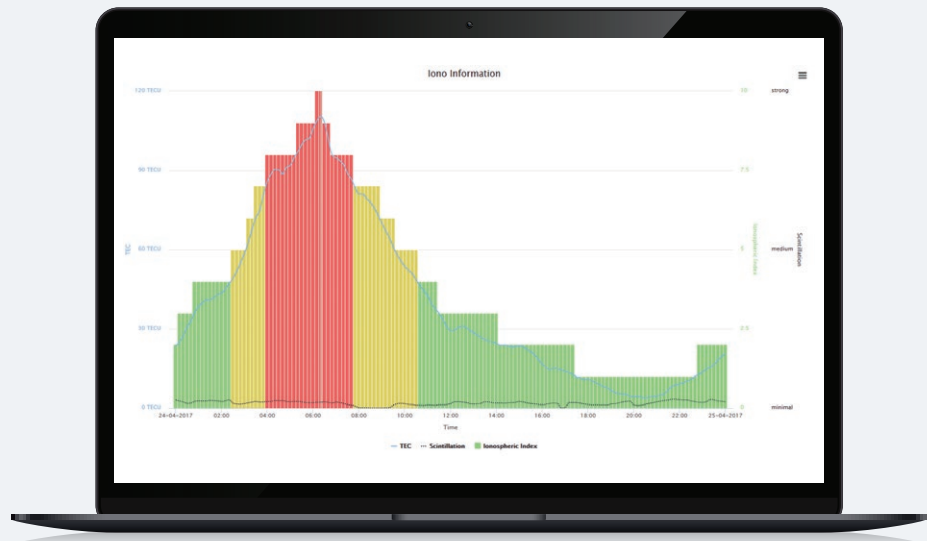 Iono Information
120 TECU
90 TECU
60 TECU
30 TECU
0 TECU
TEC
10
7.5
5
2.5
0
Ionospheric Index
strong
medium
minimal
Scintillation
24-04-2017 02:00 04:00 06:00 08:00 10:00 12:00 14:00 16:00 18:00 20:00 22:00 25-04-2017
Time
TEC Scintillation Ionospheric Index